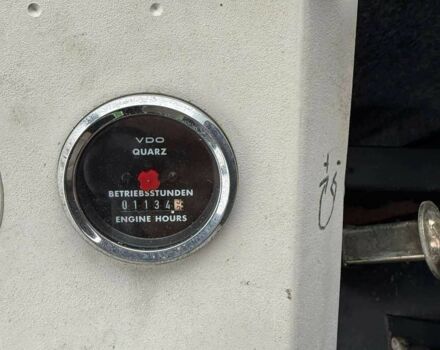 VDO
QUARZ
BETRIEBSSTUNDEN
01134
ENGINE HOURS